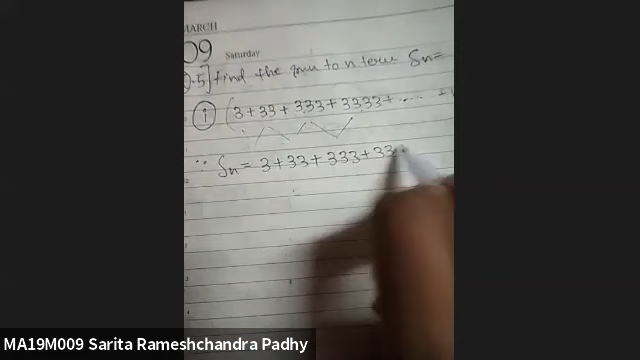 MARCH
09 Saturday
Q.5] find the sum to n term Sn=
(i) (3+33+333+3333+....
∵ Sn = 3+33+333+33
MA19M009 Sarita Rameshchandra Padhy